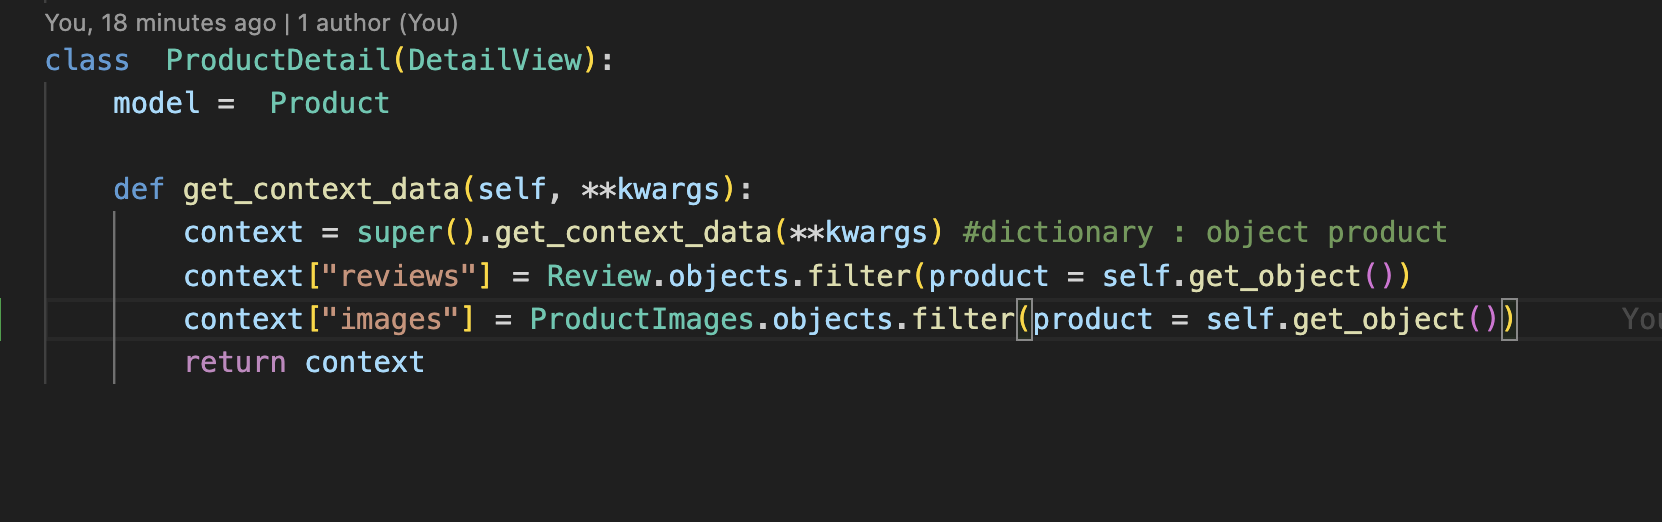 You, 18 minutes ago | 1 author (You)
class  ProductDetail(DetailView):
    model =  Product

    def get_context_data(self, **kwargs):
        context = super().get_context_data(**kwargs) #dictionary : object product
        context["reviews"] = Review.objects.filter(product = self.get_object())
        context["images"] = ProductImages.objects.filter(product = self.get_object())
        return context